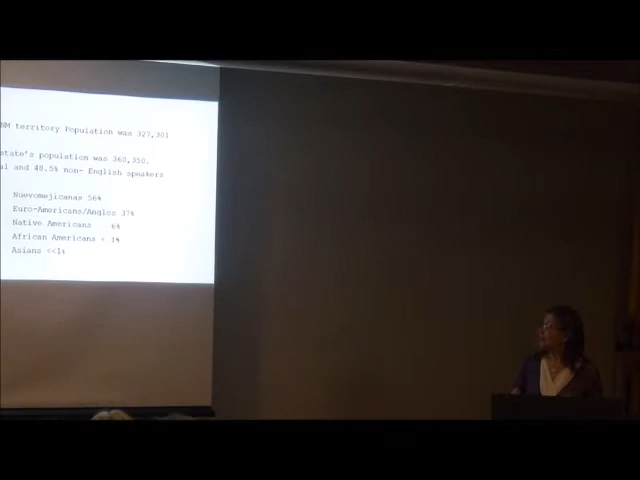 NM territory Population was 327,301
state's population was 360,350.
al and 48.5% non- English speakers
Nuevomejicanas 56%
Euro-Americans/Anglos 37%
Native Americans 6%
African Americans < 1%
Asians <<1%